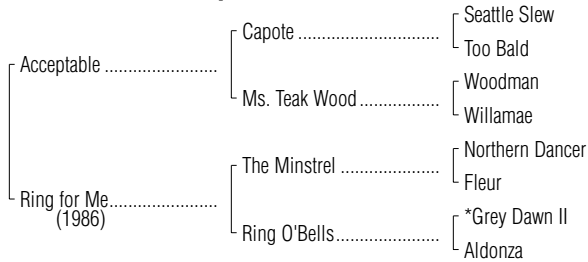 Seattle Slew
Capote ..................................
Too Bald
Acceptable ...........................
Woodman
Ms. Teak Wood...................
Willamae
Northern Dancer
The Minstrel ........................
Fleur
Ring for Me..........................
(1986)
*Grey Dawn II
Ring O'Bells.........................
Aldonza